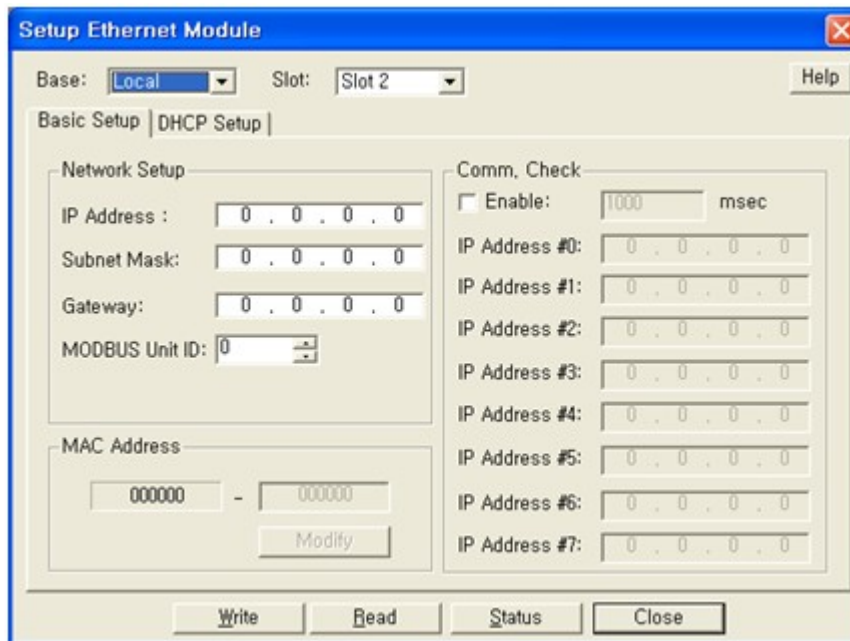 Setup Ethernet Module
Base: Local Slot: Slot 2 Help
Basic Setup DHCP Setup
Network Setup
IP Address : 0 . 0 . 0 . 0
Subnet Mask: 0 . 0 . 0 . 0
Gateway: 0 . 0 . 0 . 0
MODBUS Unit ID: 0
MAC Address
000000 - 000000
Modify
Comm, Check
Enable: 1000 msec
IP Address #0: 0 . 0 . 0 . 0
IP Address #1: 0 . 0 . 0 . 0
IP Address #2: 0 . 0 . 0 . 0
IP Address #3: 0 . 0 . 0 . 0
IP Address #4: 0 . 0 . 0 . 0
IP Address #5: 0 . 0 . 0 . 0
IP Address #6: 0 . 0 . 0 . 0
IP Address #7: 0 . 0 . 0 . 0
Write Read Status Close